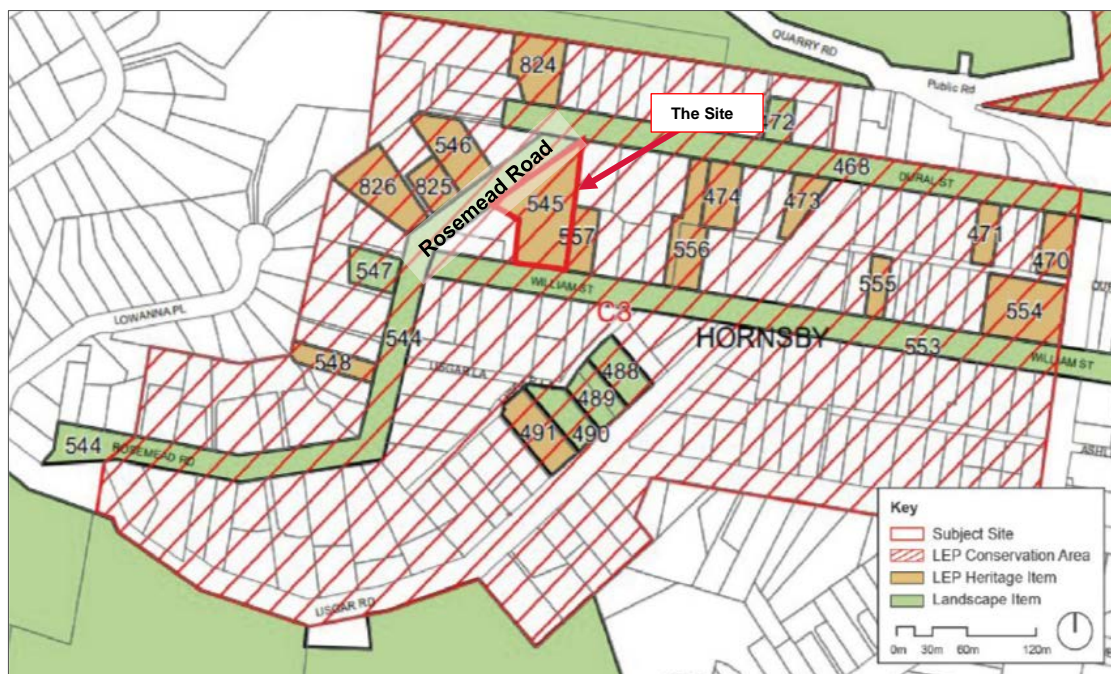 QUARRY RD
Public Rd
824
The Site
472
546
Rosemead Road
468
DURAL ST
826
825
545
474
473
557
556
471
470
547
WILLIAM ST
555
554
C3
LOWANNA PL
544
HORNSBY
553
WILLIAM ST
548
LISGAR LA
488
489
491
490
544
ROSEMEAD RD
LISGAR RD
Key
Subject Site
LEP Conservation Area
LEP Heritage Item
Landscape Item
0m 30m 60m 120m